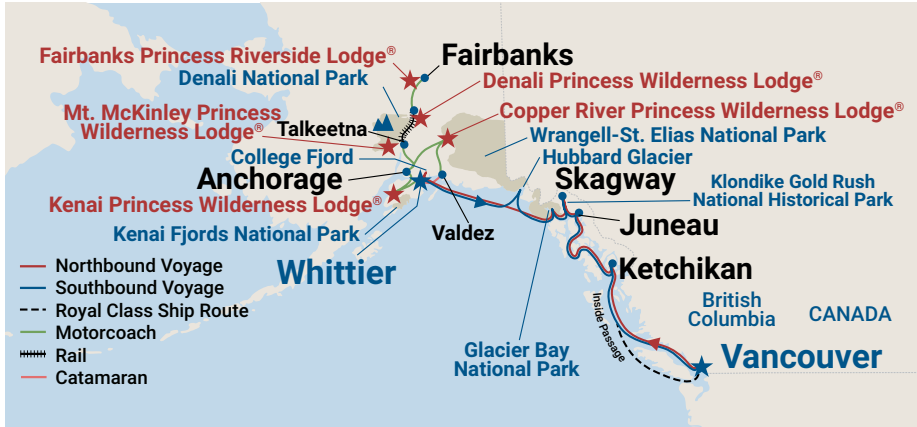 Fairbanks
Fairbanks Princess Riverside Lodge®
Denali National Park
Denali Princess Wilderness Lodge®
Mt. McKinley Princess
Wilderness Lodge®
Copper River Princess Wilderness Lodge®
Talkeetna
Wrangell-St. Elias National Park
College Fjord
Hubbard Glacier
Anchorage
Skagway
Klondike Gold Rush
National Historical Park
Kenai Princess Wilderness Lodge®
Kenai Fjords National Park
Valdez
Juneau
Whittier
Ketchikan
Northbound Voyage
Southbound Voyage
Royal Class Ship Route
Motorcoach
Rail
Catamaran
Inside Passage
British
Columbia
CANADA
Glacier Bay
National Park
Vancouver